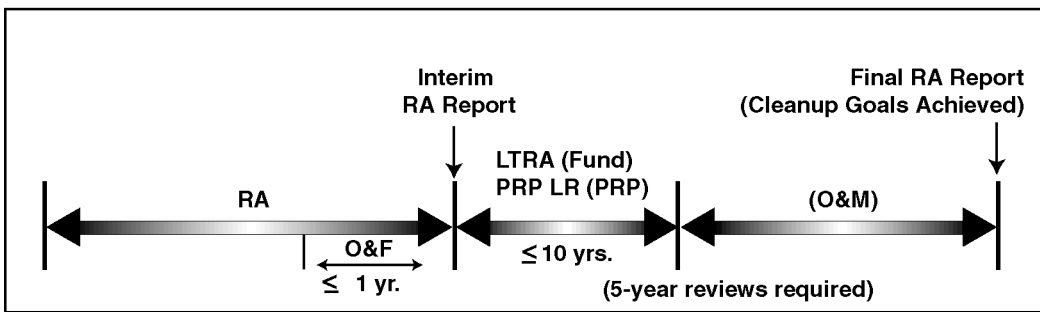 Interim
RA Report
Final RA Report
(Cleanup Goals Achieved)
LTRA (Fund)
PRP LR (PRP)
RA
(O&M)
O&F
≤ 1 yr.
≤ 10 yrs.
(5-year reviews required)